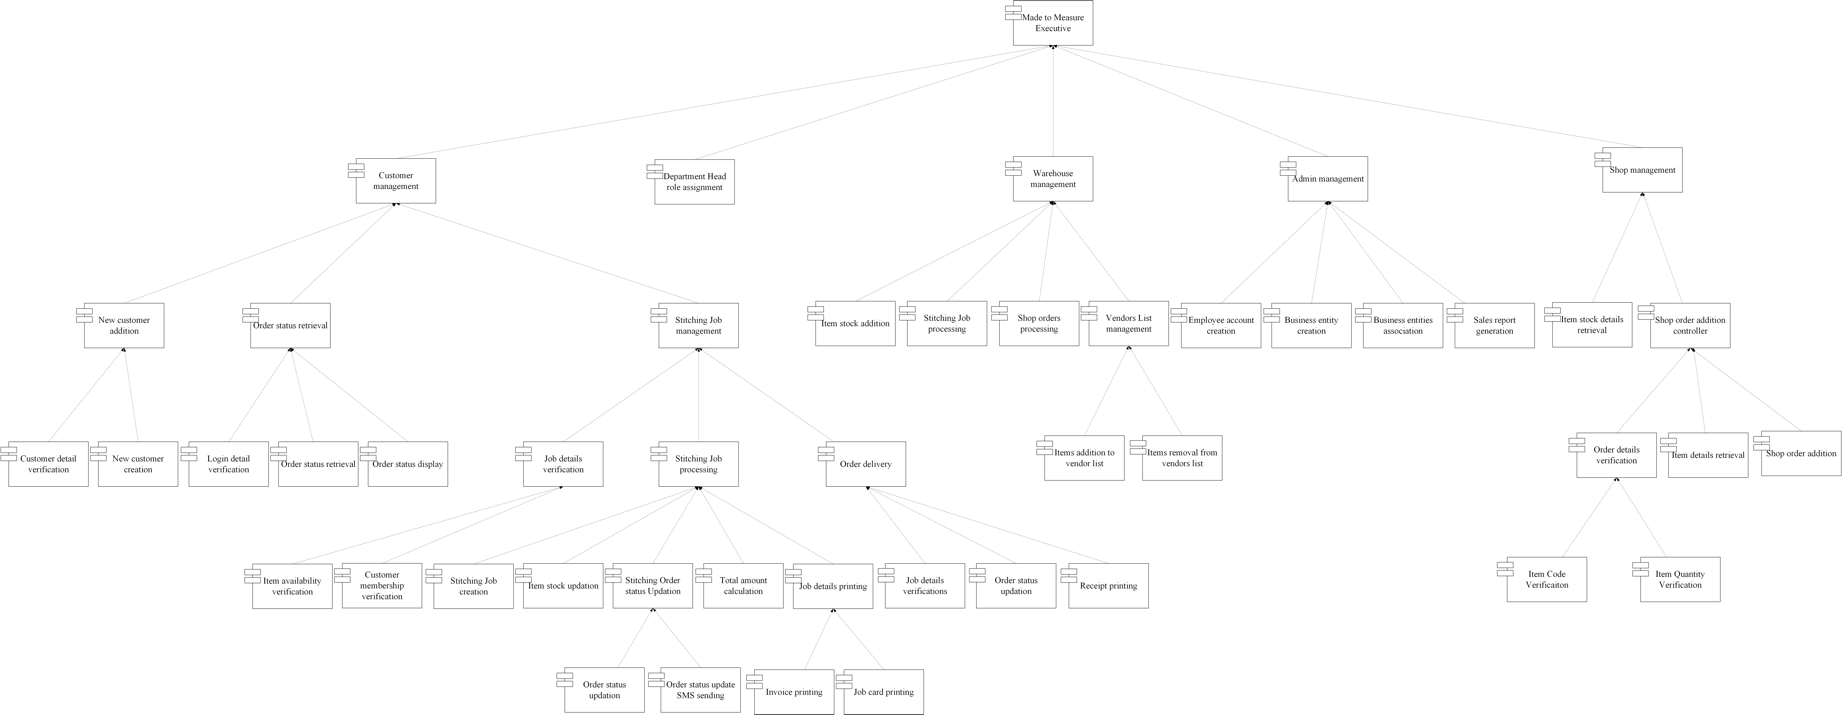 Made to Measure
Executive
Customer
management
Department Head
role assignment
Warehouse
management
Admin management
Shop management
New customer
addition
Order status retrieval
Stitching Job
management
Item stock addition
Stitching Job
processing
Shop orders
processing
Vendors List
management
Employee account
creation
Business entity
creation
Business entities
association
Sales report
generation
Item stock details
retrieval
Shop order addition
controller
Customer detail
verification
New customer
creation
Login detail
verification
Order status retrieval
Order status display
Job details
verification
Stitching Job
processing
Order delivery
Items addition to
vendor list
Items removal from
vendors list
Order details
verification
Item details retrieval
Shop order addition
Item availability
verification
Customer
membership
verification
Stitching Job
creation
Item stock updation
Stitching Order
status Updation
Total amount
calculation
Job details printing
Job details
verifications
Order status
updation
Receipt printing
Item Code
Verificaiton
Item Quantity
Verification
Order status
updation
Order status update
SMS sending
Invoice printing
Job card printing